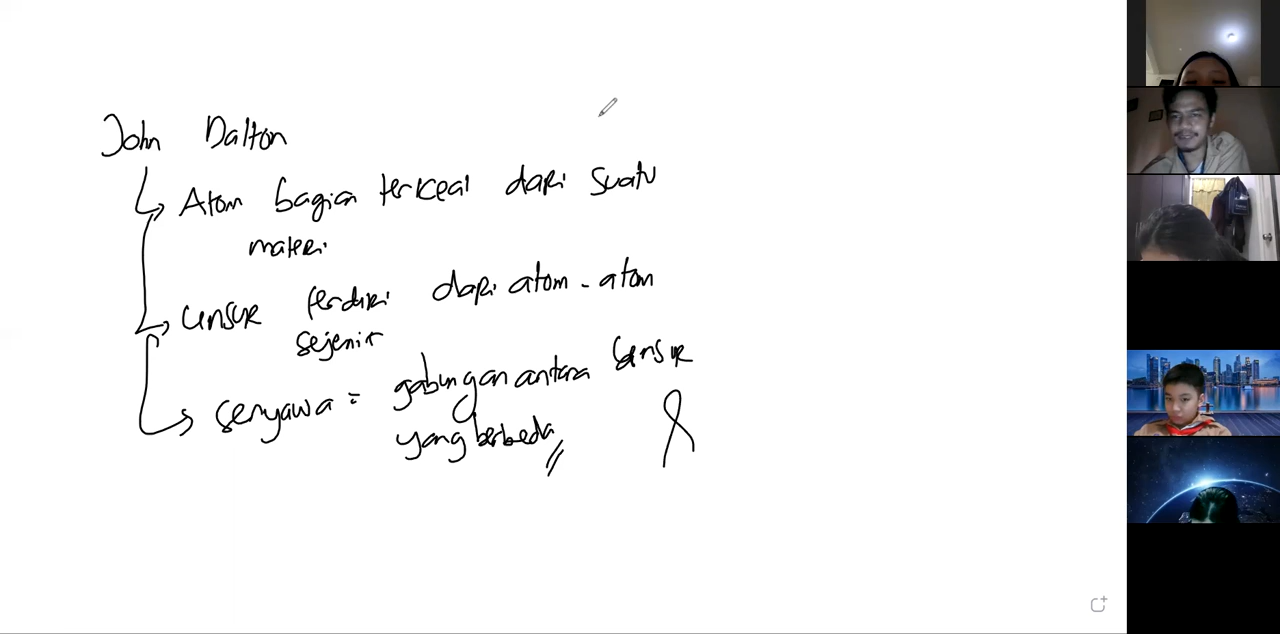 John Dalton
Atom bagian terkecil dari suatu
materi
Unsur terdiri dari atom - atom
sejenis
senyawa = gabungan antara unsur
yang berbeda